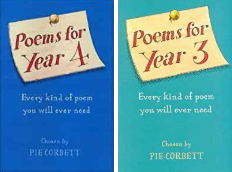 Poems for
Year 4
Every kind of poem
you will ever need
Chosen by
PIE CORBETT
Poems for
Year 3
Every kind of poem
you will ever need
Chosen by
PIE CORBETT